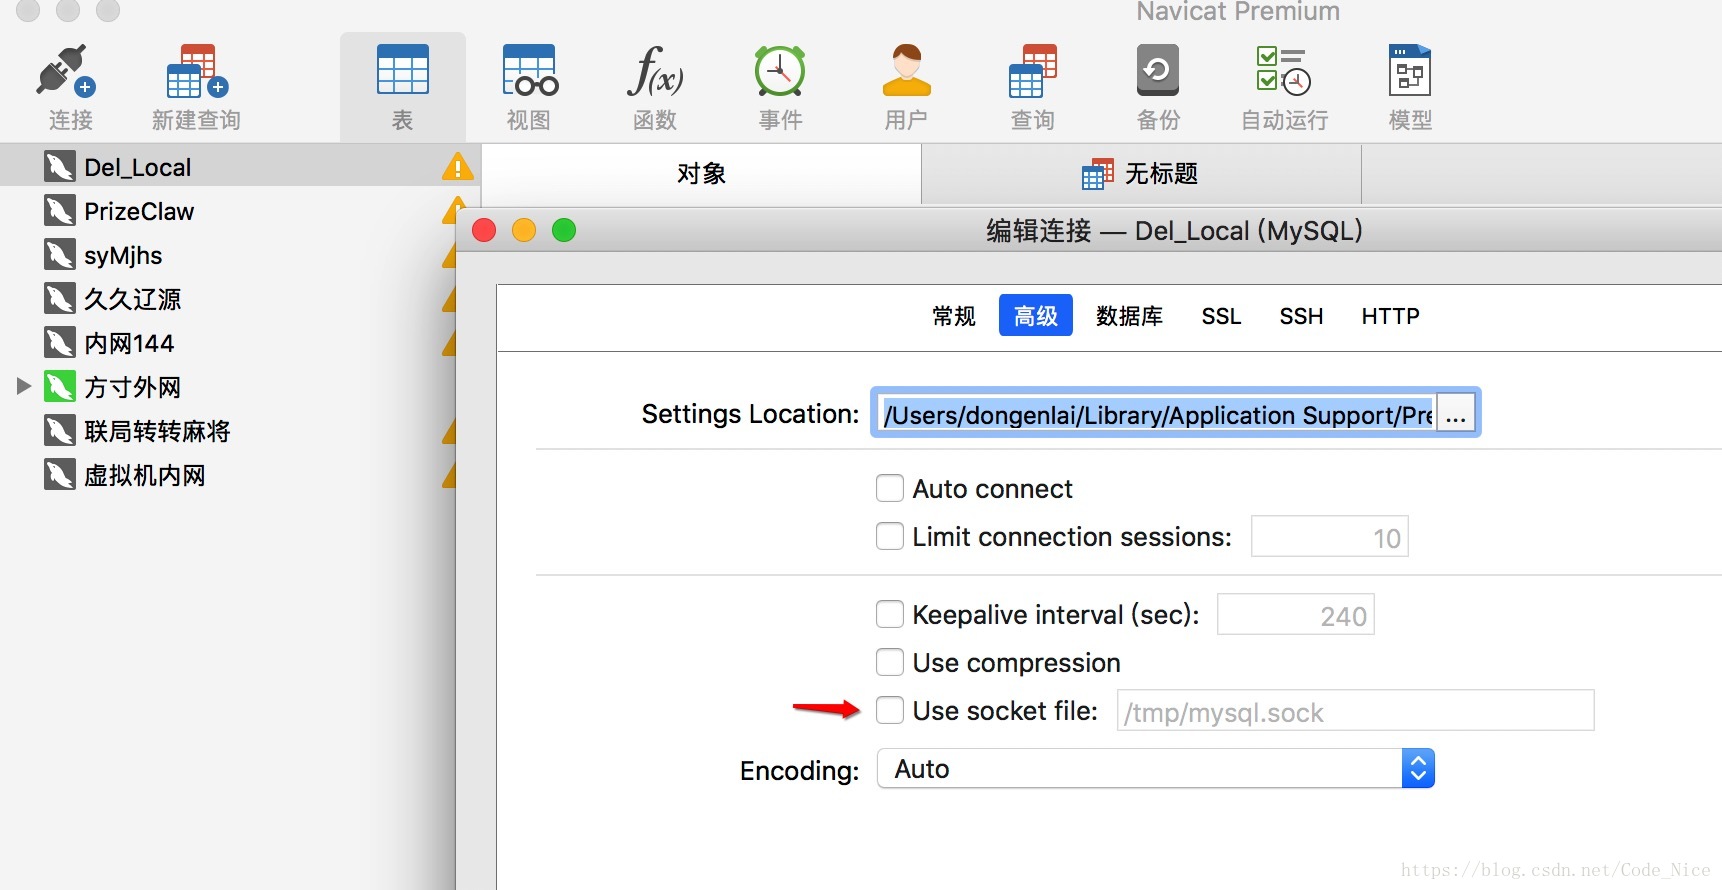 Navicat Premium
连接
新建查询
表
视图
函数
事件
用户
查询
备份
自动运行
模型
Del_Local
PrizeClaw
syMjhs
久久辽源
内网144
方寸外网
联局转转麻将
虚拟机内网
对象
无标题
编辑连接 — Del_Local (MySQL)
常规
高级
数据库
SSL
SSH
HTTP
Settings Location: /Users/dongenlai/Library/Application Support/Pre ...
Auto connect
Limit connection sessions: 10
Keepalive interval (sec): 240
Use compression
Use socket file: /tmp/mysql.sock
Encoding: Auto
https://blog.csdn.net/Code_Nice